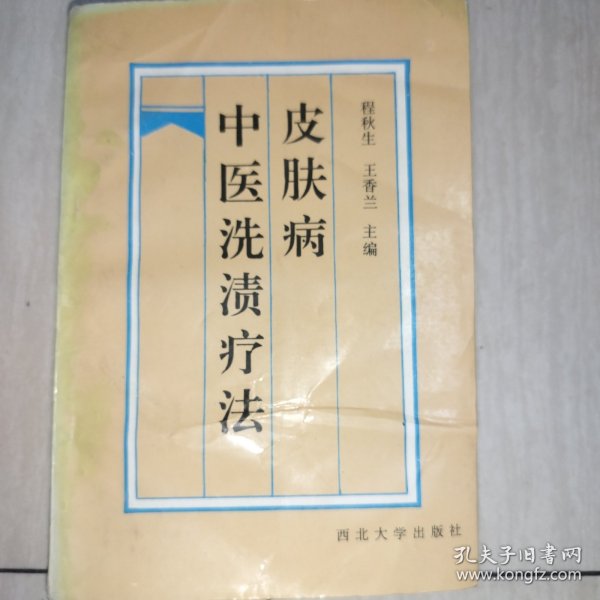 程秋生 王香兰 主编
皮肤病
中医洗渍疗法
西北大学出版社
孔夫子旧书网
www.kongfz.com